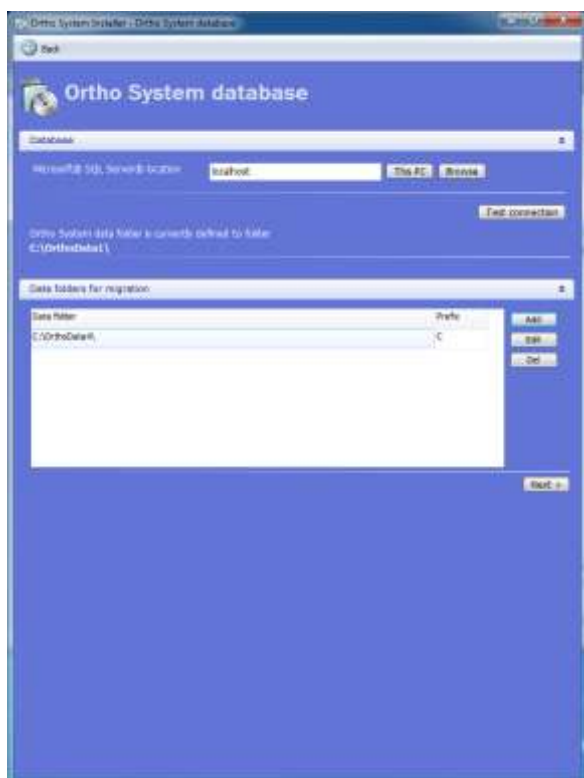 Ortho System Installer - Ortho System database
Back
Ortho System database
Database
Microsoft® SQL Server® location
localhost
This PC
Browse
Test connection
Ortho System data folder is currently defined to folder
C:\OrthoData1\
Data folders for migration
Data folder
Prefix
C
Add
Edit
Del
Next >